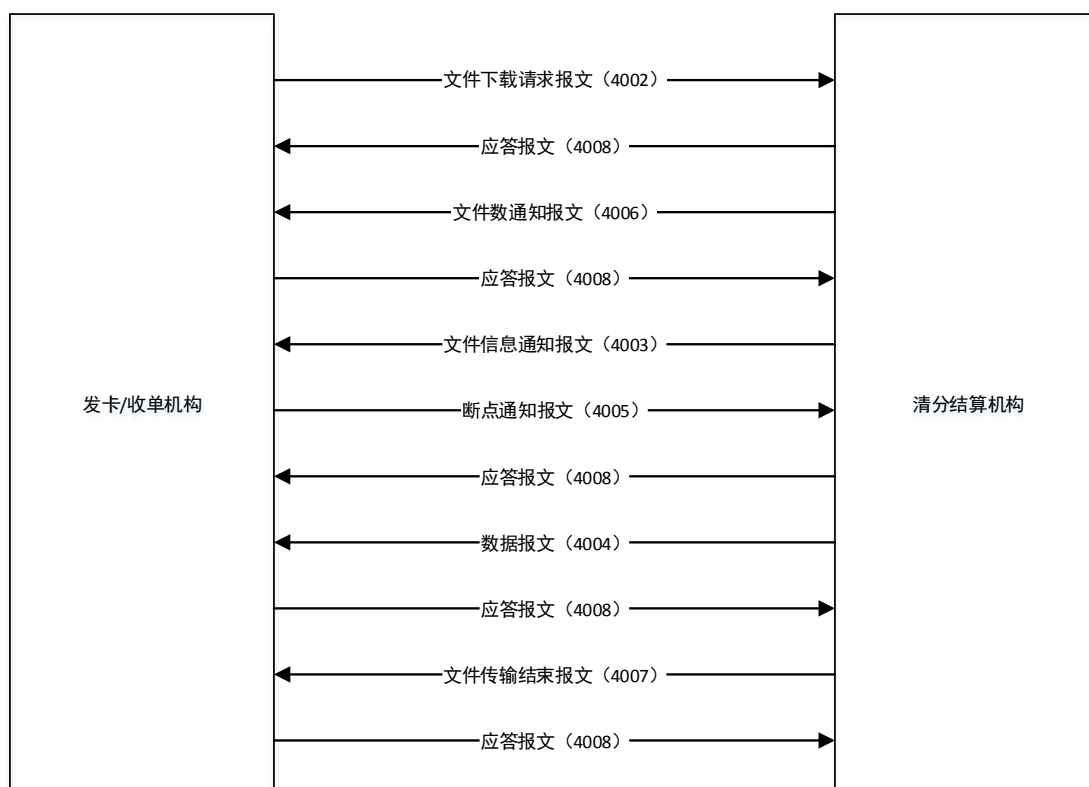 文件下载请求报文（4002）
应答报文（4008）
文件数通知报文（4006）
应答报文（4008）
文件信息通知报文（4003）
发卡/收单机构
断点通知报文（4005）
清分结算机构
应答报文（4008）
数据报文（4004）
应答报文（4008）
文件传输结束报文（4007）
应答报文（4008）